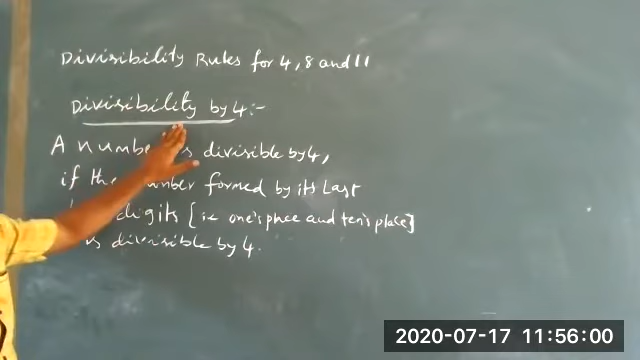 Divisibility Rules for 4, 8 and 11
Divisibility by 4:-
A number is divisible by 4,
if the number formed by its Last
digits [ie one's place and ten's place]
is divisible by 4.
2020-07-17 11:56:00